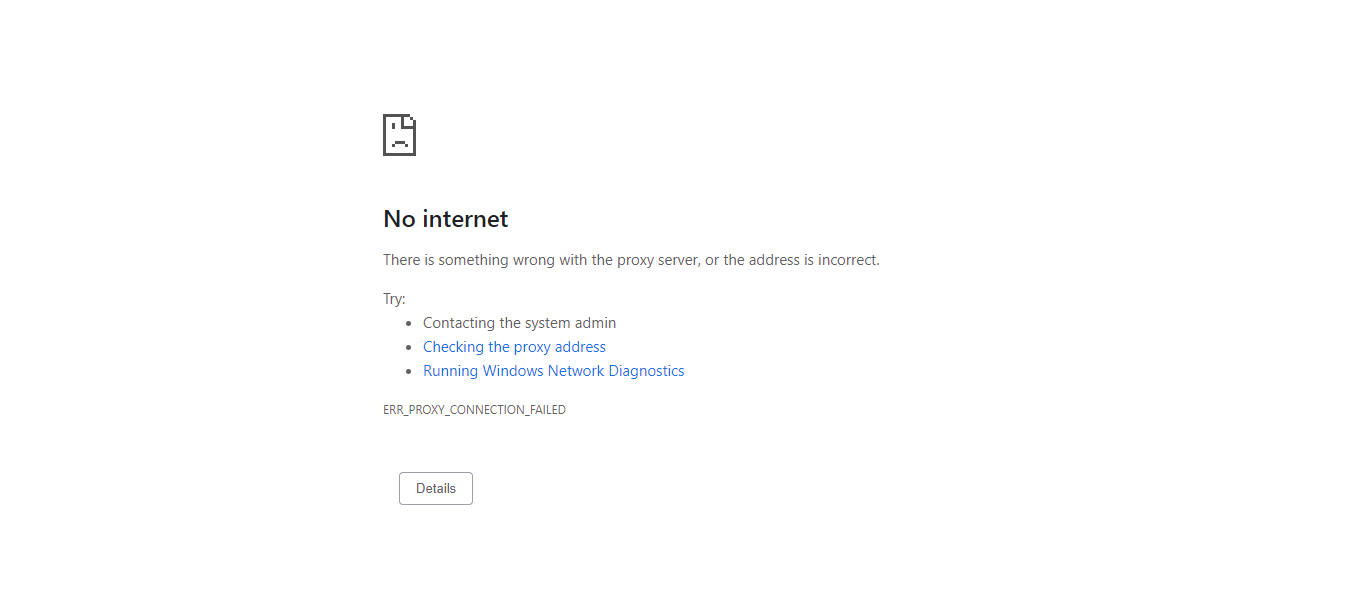 No internet
There is something wrong with the proxy server, or the address is incorrect.
Try:
• Contacting the system admin
• Checking the proxy address
• Running Windows Network Diagnostics
ERR_PROXY_CONNECTION_FAILED
Details